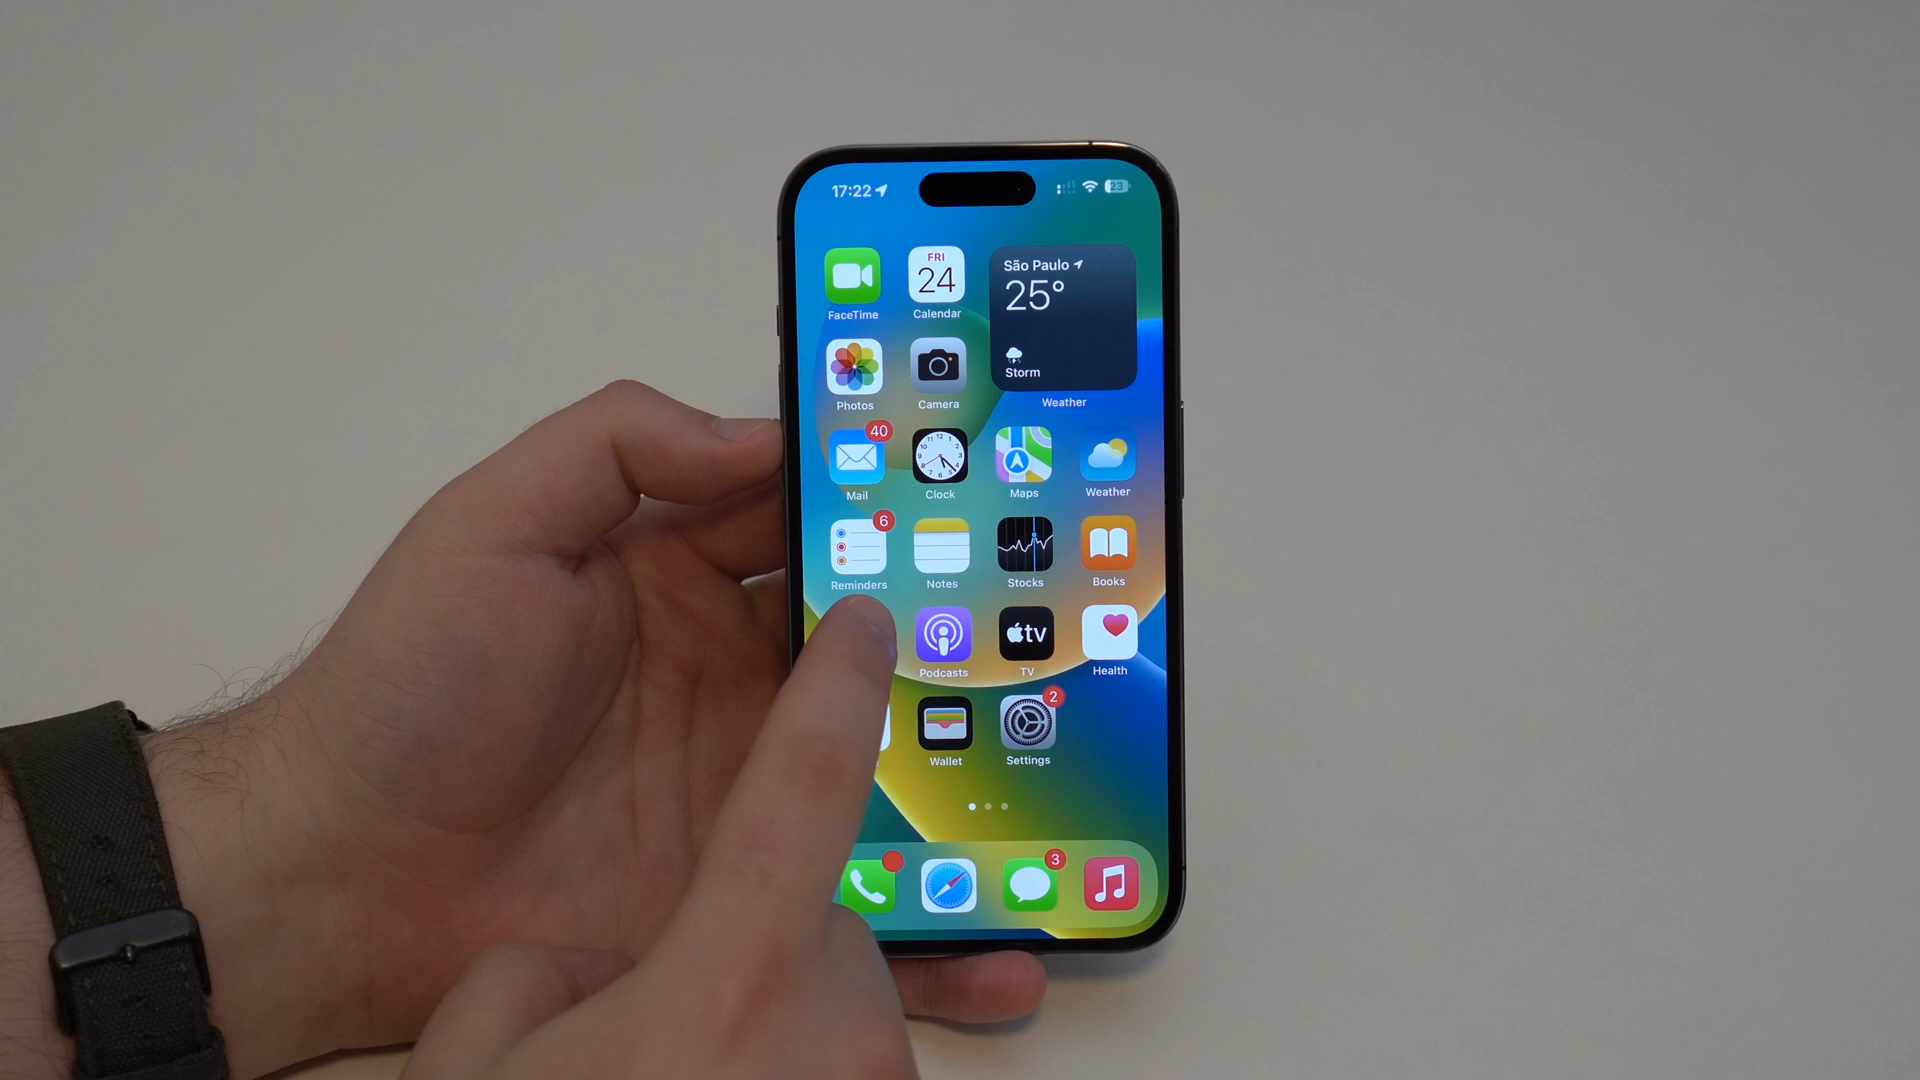 17:22
23
FRI
24
São Paulo
25°
Storm
FaceTime
Calendar
Photos
Camera
Weather
40
Mail
Clock
Maps
Weather
6
Reminders
Notes
Stocks
Books
tv
Podcasts
TV
Health
2
Wallet
Settings
3